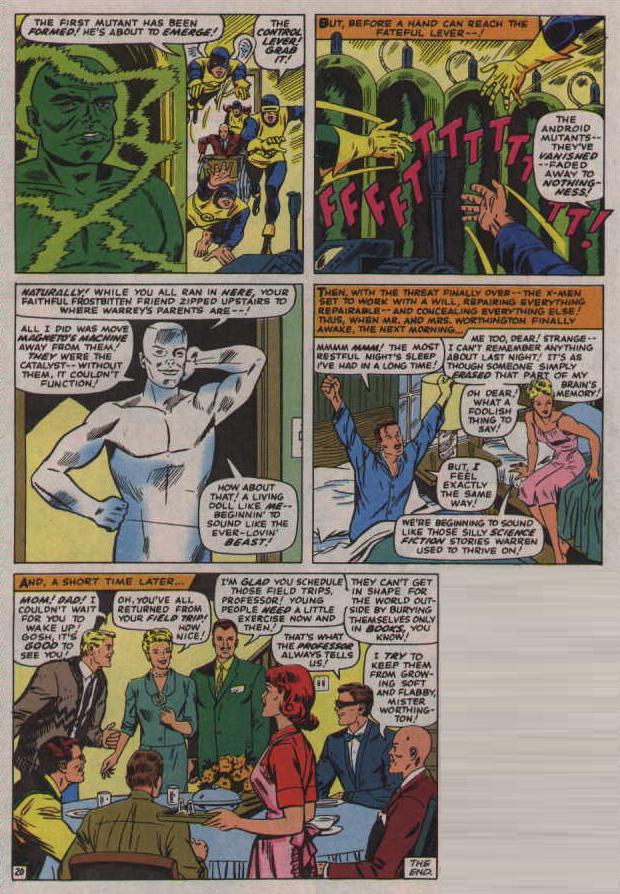 THE FIRST MUTANT HAS BEEN
FORMED! HE'S ABOUT TO EMERGE!
THE
CONTROL
LEVER!
GRAB
IT!
BUT, BEFORE A HAND CAN REACH THE
FATEFUL LEVER--!
FFFFTTTTTTTT!
THE
ANDROID
MUTANTS--
THEY'VE
VANISHED
--FADED
AWAY TO
NOTHING-
NESS!
NATURALLY! WHILE YOU ALL RAN IN HERE, YOUR
FAITHFUL FROSTBITTEN FRIEND ZIPPED UPSTAIRS TO
WHERE WARREY'S PARENTS ARE--!
ALL I DID WAS MOVE
MAGNETO'S MACHINE
AWAY FROM THEM!
THEY WERE THE
CATALYST--WITHOUT
THEM, IT COULDN'T
FUNCTION!
HOW ABOUT
THAT! A LIVING
DOLL LIKE ME--
BEGINNIN' TO
SOUND LIKE THE
EVER-LOVIN'
BEAST!
THEN, WITH THE THREAT FINALLY OVER--THE X-MEN
SET TO WORK WITH A WILL, REPAIRING EVERYTHING
REPAIRABLE--AND CONCEALING EVERYTHING ELSE!
THUS, WHEN MR. AND MRS. WORTHINGTON FINALLY
AWAKE, THE NEXT MORNING...
MMMM MMM! THE MOST
RESTFUL NIGHT'S SLEEP
I'VE HAD IN A LONG TIME!
ME TOO, DEAR! STRANGE--
I CAN'T REMEMBER ANYTHING
ABOUT LAST NIGHT! IT'S AS
THOUGH SOMEONE SIMPLY
ERASED THAT PART OF MY
BRAIN'S
MEMORY!
OH DEAR!
WHAT A
FOOLISH
THING TO
SAY!
BUT, I
FEEL
EXACTLY
THE SAME
WAY!
WE'RE BEGINNING TO SOUND
LIKE THOSE SILLY SCIENCE
FICTION STORIES WARREN
USED TO THRIVE ON!
AND, A SHORT TIME LATER...
MOM! DAD! I
COULDN'T WAIT
FOR YOU TO
WAKE UP!
GOSH, IT'S
GOOD TO
SEE YOU!
OH, YOU'VE ALL
RETURNED FROM
YOUR FIELD TRIP!
HOW
NICE!
I'M GLAD YOU SCHEDULE
THOSE FIELD TRIPS,
PROFESSOR! YOUNG
PEOPLE NEED A LITTLE
EXERCISE NOW AND
THEN!
THAT'S WHAT
THE PROFESSOR
ALWAYS TELLS
US!
THEY CAN'T GET
IN SHAPE FOR
THE WORLD OUT-
SIDE BY BURYING
THEMSELVES ONLY
IN BOOKS, YOU
KNOW!
I TRY TO
KEEP THEM
FROM GROW-
ING SOFT
AND FLABBY,
MISTER
WORTHING-
TON!
20
THE
END.